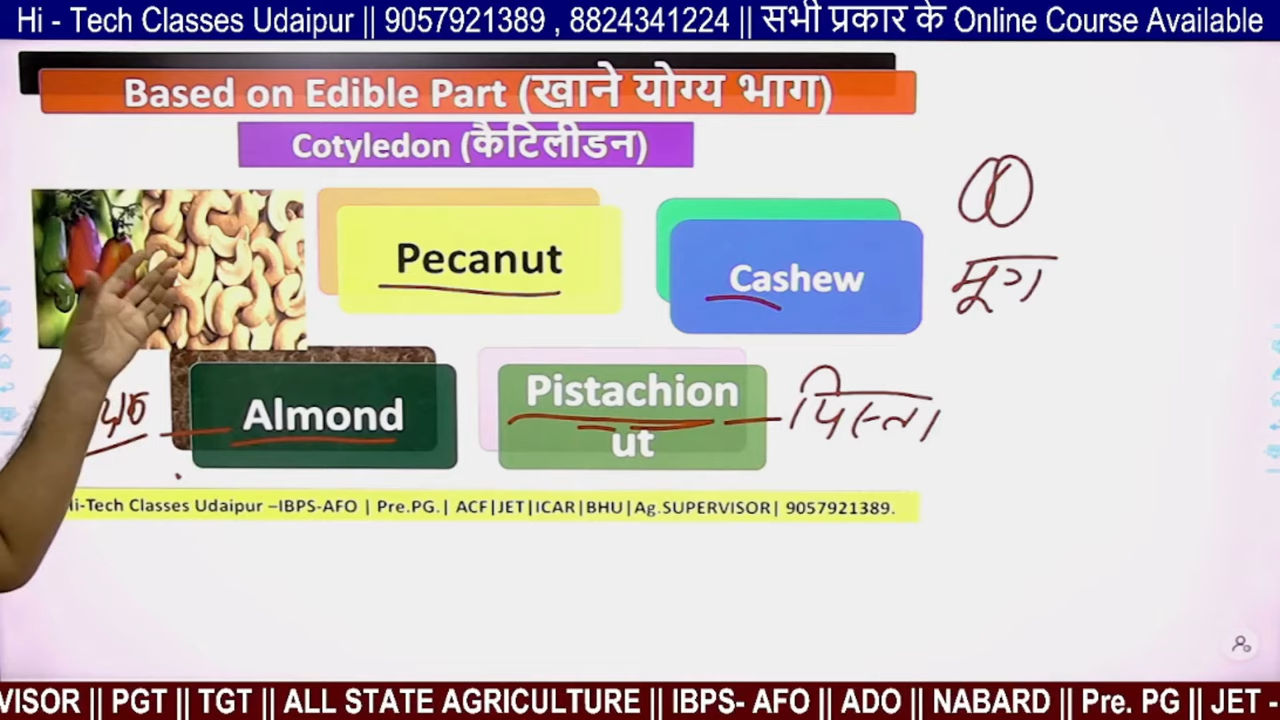 Hi - Tech Classes Udaipur || 9057921389 , 8824341224 || सभी प्रकार के Online Course Available
Based on Edible Part (खाने योग्य भाग)
Cotyledon (कैटिलीडन)
Pecanut
Cashew
मूग
Almond
Pistachion
ut
पिस्ता
Hi-Tech Classes Udaipur –IBPS-AFO | Pre.PG.| ACF|JET|ICAR|BHU|Ag.SUPERVISOR| 9057921389.
VISOR || PGT || TGT || ALL STATE AGRICULTURE || IBPS- AFO || ADO || NABARD || Pre. PG || JET -